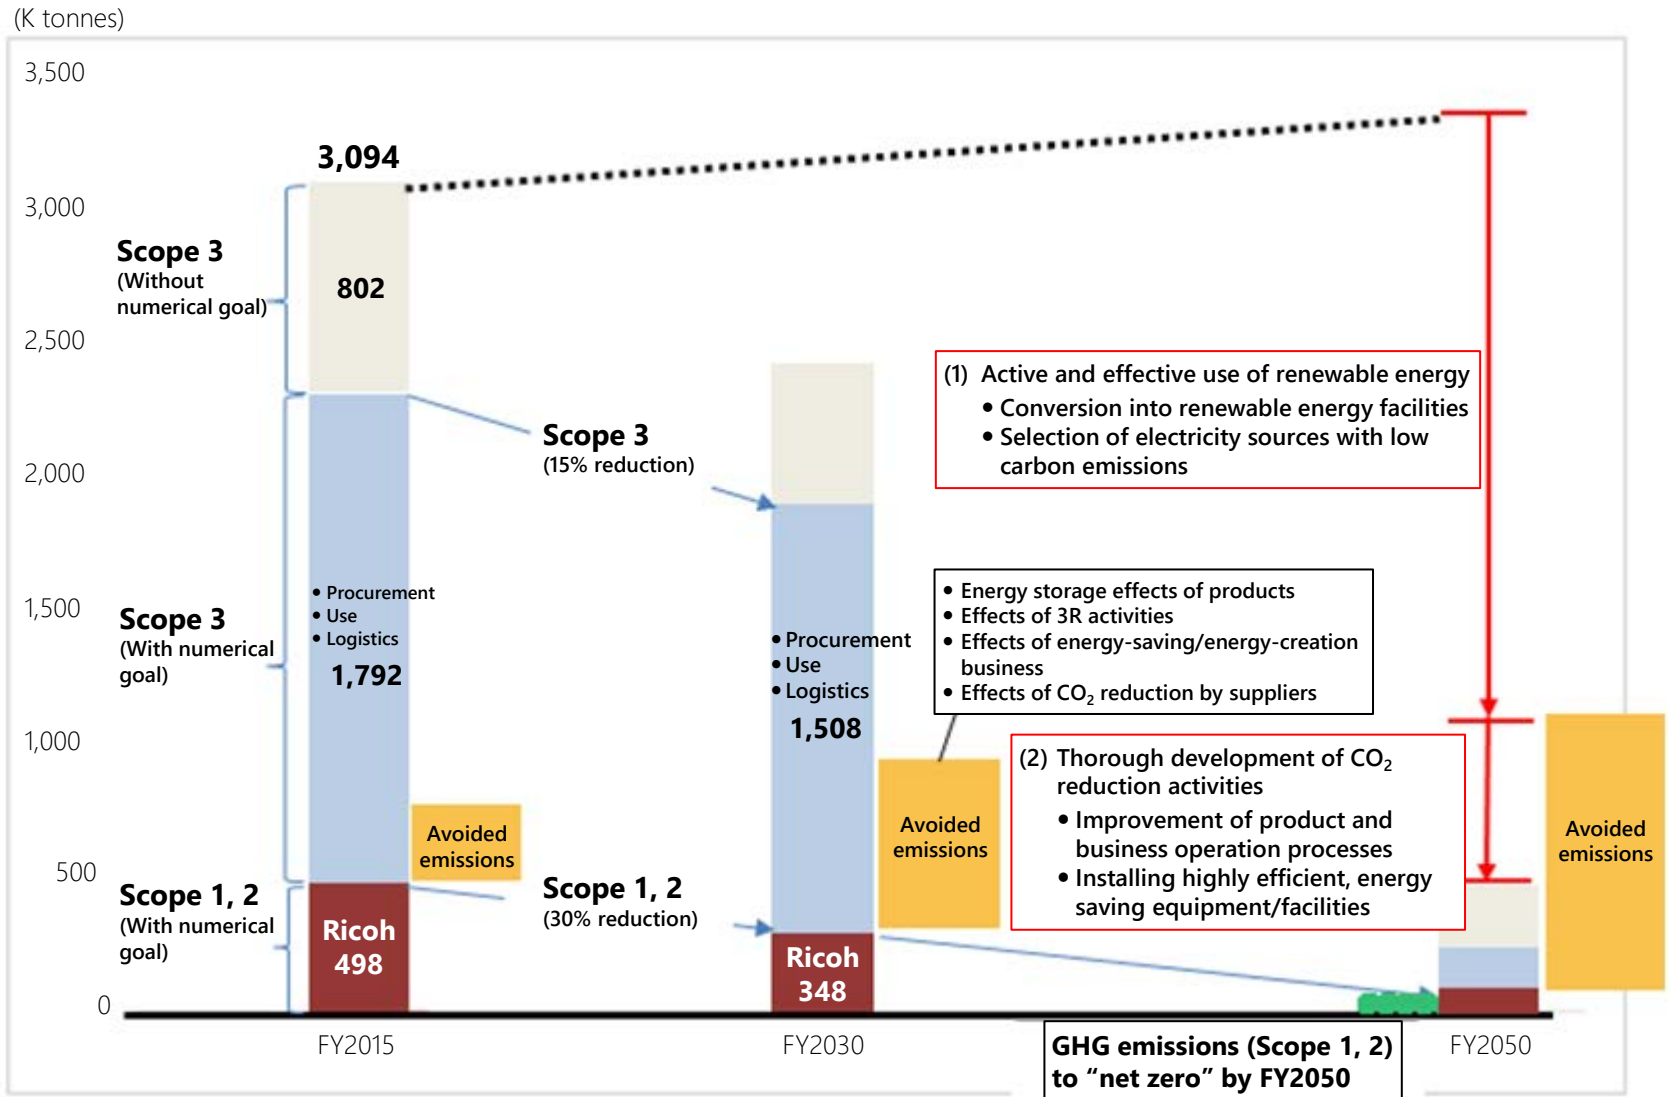 (K tonnes)
3,500
3,000
2,500
2,000
1,500
1,000
500
0
3,094
Scope 3
(Without
numerical goal)
802
Scope 3
(With numerical
goal)
• Procurement
• Use
• Logistics
1,792
Scope 1, 2
(With numerical
goal)
Ricoh
498
Avoided
emissions
Scope 3
(15% reduction)
Scope 1, 2
(30% reduction)
• Procurement
• Use
• Logistics
1,508
Ricoh
348
Avoided
emissions
(1) Active and effective use of renewable energy
• Conversion into renewable energy facilities
• Selection of electricity sources with low
carbon emissions
• Energy storage effects of products
• Effects of 3R activities
• Effects of energy-saving/energy-creation
business
• Effects of CO₂ reduction by suppliers
(2) Thorough development of CO₂
reduction activities
• Improvement of product and
business operation processes
• Installing highly efficient, energy
saving equipment/facilities
Avoided
emissions
FY2015
FY2030
FY2050
GHG emissions (Scope 1, 2)
to “net zero” by FY2050